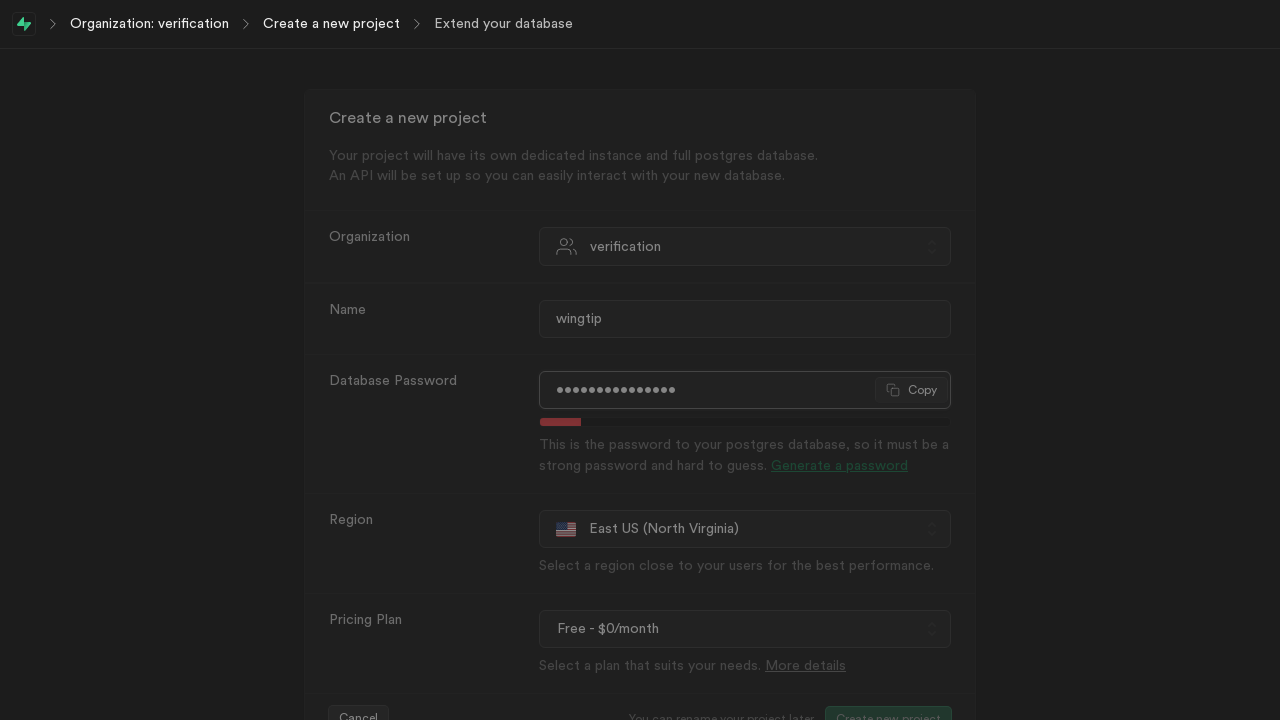 Organization: verification
Create a new project
Extend your database
Create a new project
Your project will have its own dedicated instance and full postgres database.
An API will be set up so you can easily interact with your new database.
Organization
verification
Name
wingtip
Database Password
•••••••••••••••
Copy
This is the password to your postgres database, so it must be a
strong password and hard to guess. Generate a password
Region
East US (North Virginia)
Select a region close to your users for the best performance.
Pricing Plan
Free - $0/month
Select a plan that suits your needs. More details
Cancel
You can rename your project later
Create new project